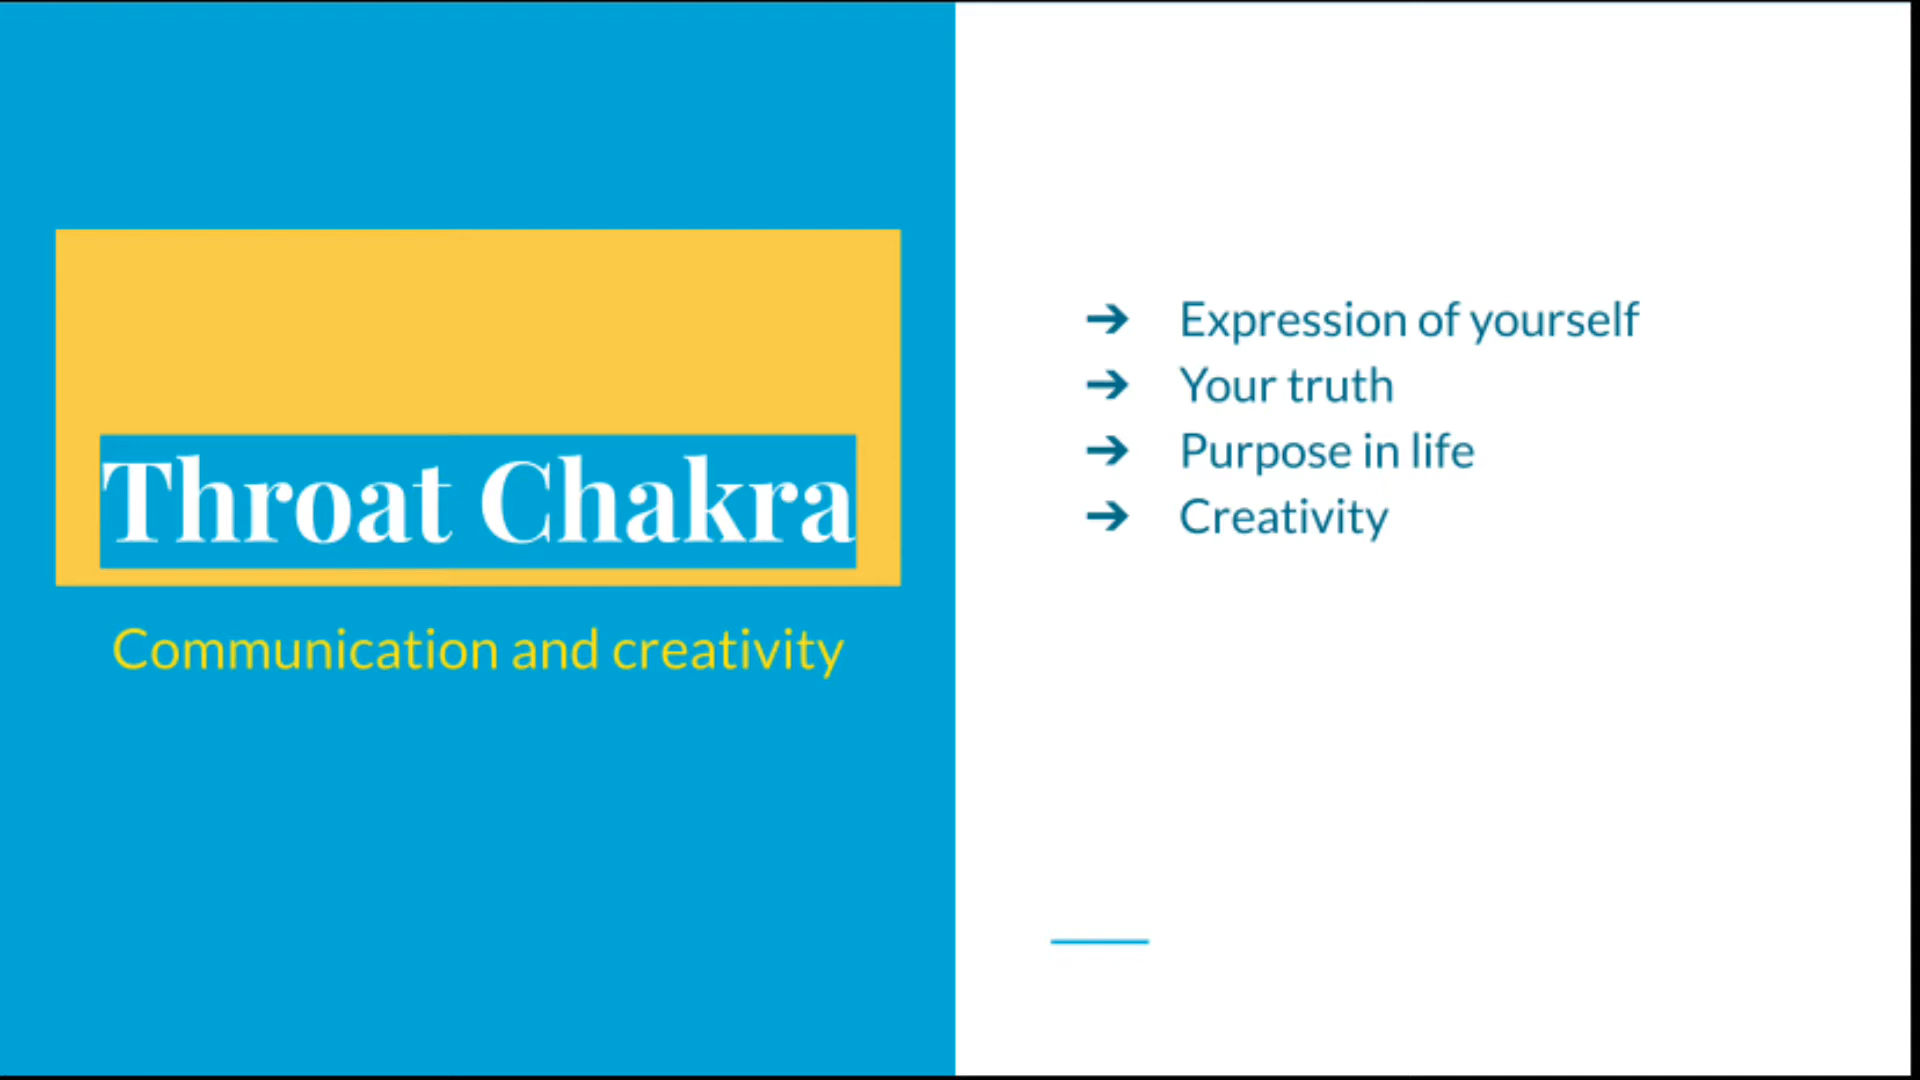 Throat Chakra
Communication and creativity
➔ Expression of yourself
➔ Your truth
➔ Purpose in life
➔ Creativity